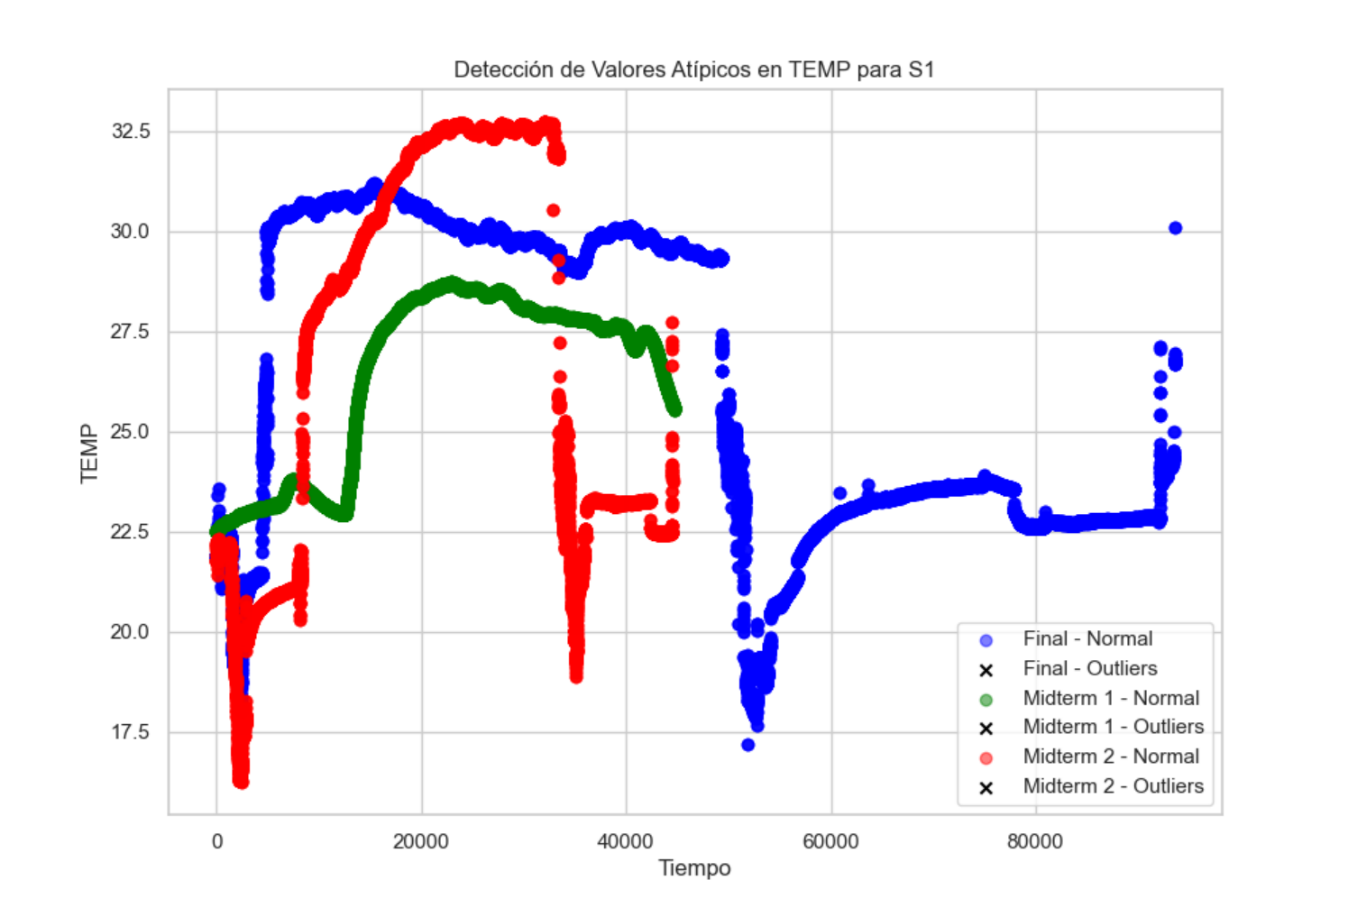 Detección de Valores Atípicos en TEMP para S1
32.5
30.0
27.5
25.0
22.5
20.0
17.5
TEMP
0 20000 40000 60000 80000
Tiempo
Final - Normal
Final - Outliers
Midterm 1 - Normal
Midterm 1 - Outliers
Midterm 2 - Normal
Midterm 2 - Outliers